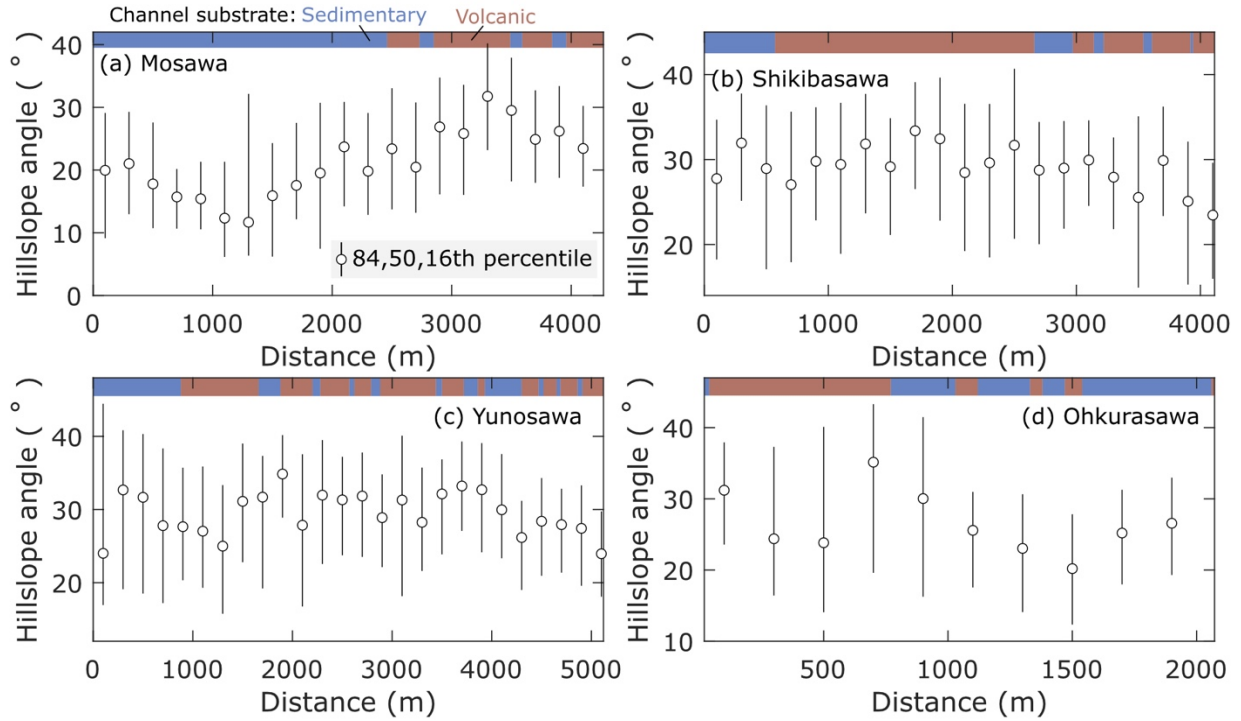 Channel substrate: Sedimentary Volcanic
(a) Mosawa
Hillslope angle ( ° )
40
30
20
10
0
84,50,16th percentile
0 1000 2000 3000 4000
Distance (m)
(b) Shikibasawa
Hillslope angle ( ° )
40
30
20
0 1000 2000 3000 4000
Distance (m)
(c) Yunosawa
Hillslope angle ( ° )
40
30
20
0 1000 2000 3000 4000 5000
Distance (m)
(d) Ohkurasawa
Hillslope angle ( ° )
40
30
20
10
500 1000 1500 2000
Distance (m)